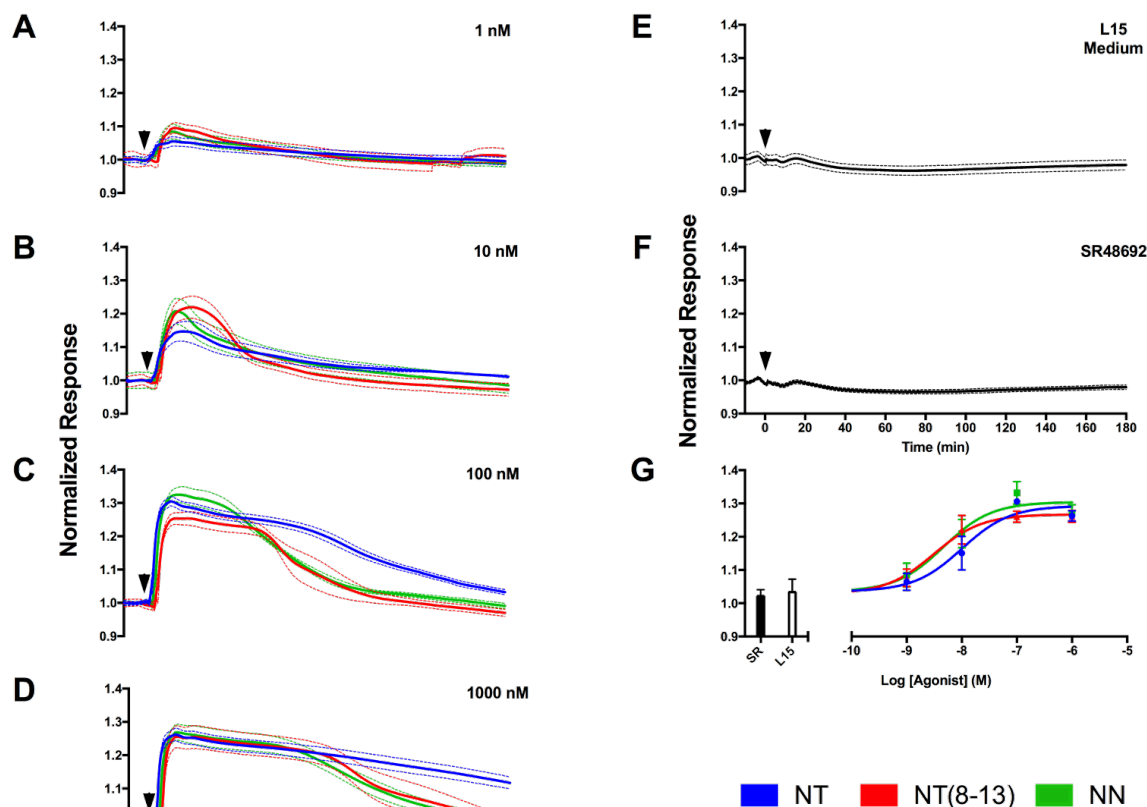 A
1 nM
1.4
1.3
1.2
1.1
1.0
0.9
B
10 nM
1.4
1.3
1.2
1.1
1.0
0.9
C
100 nM
1.4
1.3
1.2
1.1
1.0
0.9
D
1000 nM
1.4
1.3
1.2
1.1
Normalized Response
E
L15
Medium
1.4
1.3
1.2
1.1
1.0
0.9
F
SR48692
1.4
1.3
1.2
1.1
1.0
0.9
0 20 40 60 80 100 120 140 160 180
Time (min)
Normalized Response
G
1.4
1.3
1.2
1.1
1.0
0.9
SR L15
-10 -9 -8 -7 -6 -5
Log [Agonist] (M)
NT NT(8-13) NN